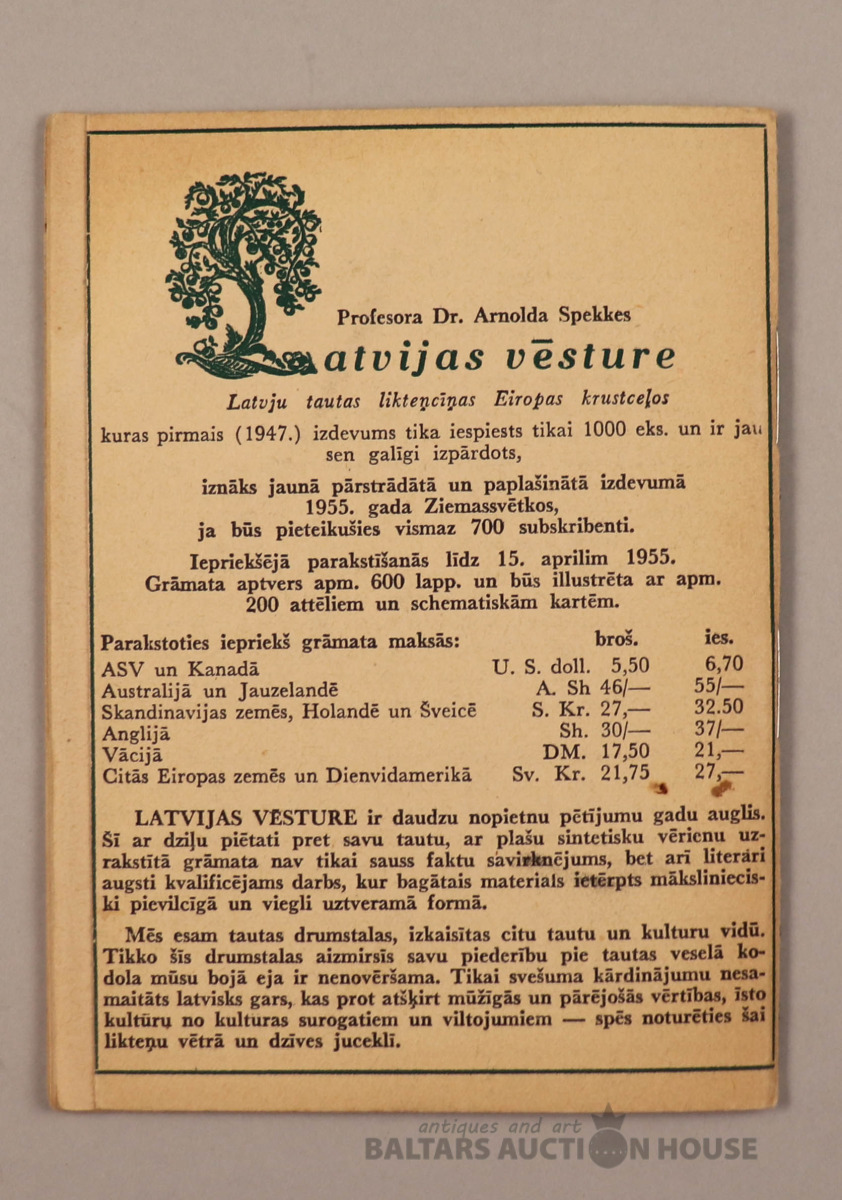 Profesora Dr. Arnolda Spekkes
Latvijas vēsture
Latvju tautas likteņcīņas Eiropas krustceļos
kuras pirmais (1947.) izdevums tika iespiests tikai 1000 eks. un ir jau
sen galīgi izpārdots,
iznāks jaunā pārstrādātā un paplašinātā izdevumā
1955. gada Ziemassvētkos,
ja būs pieteikušies vismaz 700 subskribenti.
Iepriekšējā parakstīšanās līdz 15. aprilim 1955.
Grāmata aptvers apm. 600 lapp. un būs illustrēta ar apm.
200 attēliem un schematiskām kartēm.
Parakstoties iepriekš grāmata maksās: broš. ies.
ASV un Kanadā U. S. doll. 5,50 6,70
Australijā un Jauzelandē A. Sh 46/— 55/—
Skandinavijas zemēs, Holandē un Šveicē S. Kr. 27,— 32.50
Anglijā Sh. 30/— 37/—
Vācijā DM. 17,50 21,—
Citās Eiropas zemēs un Dienvidamerikā Sv. Kr. 21,75 27,—
LATVIJAS VĒSTURE ir daudzu nopietnu pētījumu gadu auglis.
Šī ar dziļu piētati pret savu tautu, ar plašu sintetisku vērienu uz-
rakstītā grāmata nav tikai sauss faktu savirknējums, bet arī literāri
augsti kvalificējams darbs, kur bagātais materials ietērpts māksliniecis-
ki pievilcīgā un viegli uztveramā formā.
Mēs esam tautas drumstalas, izkaisītas citu tautu un kulturu vidū.
Tikko šīs drumstalas aizmirsīs savu piederību pie tautas veselā ko-
dola mūsu bojā eja ir nenovēršama. Tikai svešuma kārdinājumu nesa-
maitāts latvisks gars, kas prot atšķirt mūžīgās un pārējošās vērtības, īsto
kultūru no kulturas surogatiem un viltojumiem — spēs noturēties šai
likteņu vētrā un dzīves juceklī.
antiques and art
BALTARS AUCTION HOUSE